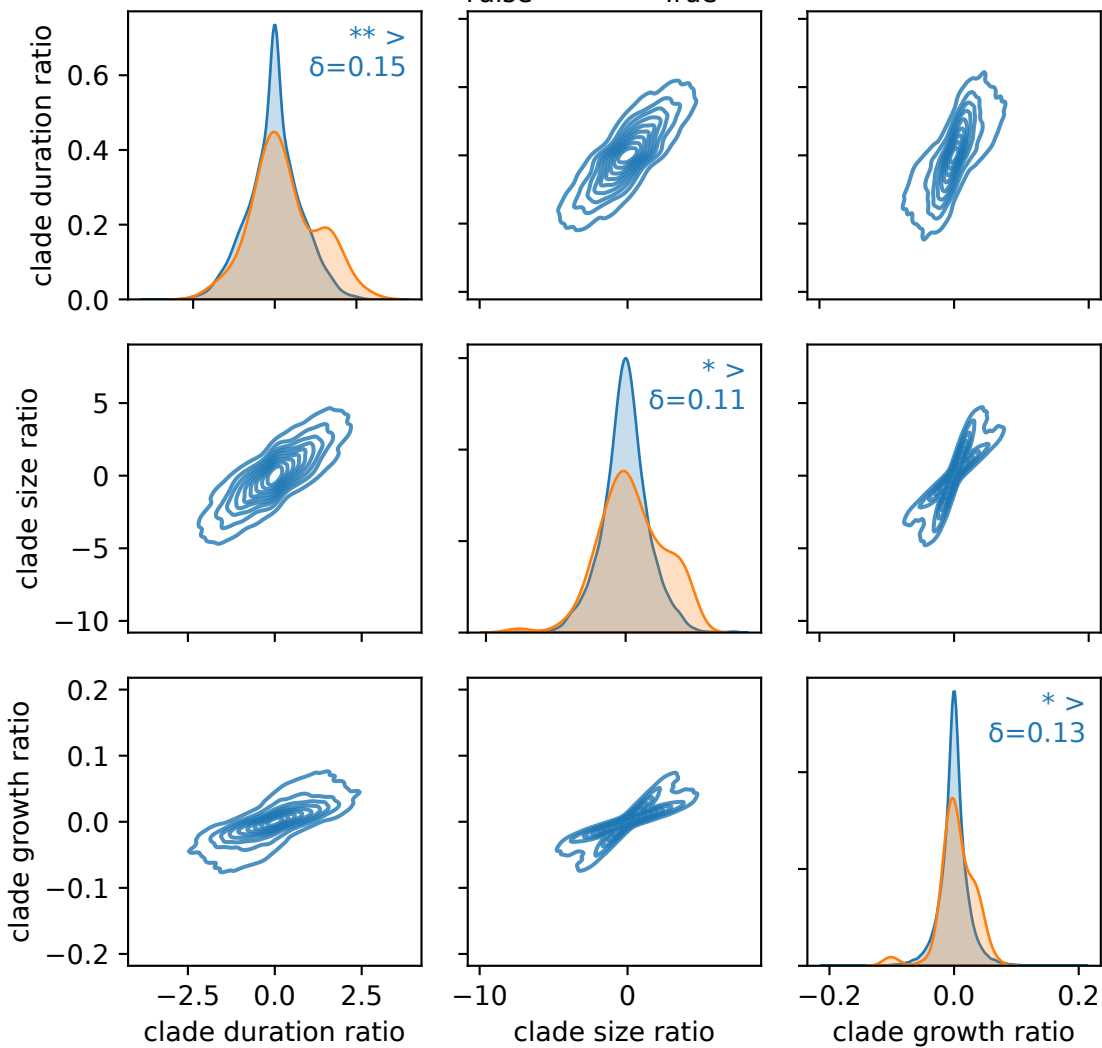 False True
clade duration ratio
0.6
0.4
0.2
0.0
** >
δ=0.15
clade size ratio
5
0
−5
−10
* >
δ=0.11
clade growth ratio
0.2
0.1
0.0
−0.1
−0.2
* >
δ=0.13
−2.5 0.0 2.5
−10 0
−0.2 0.0 0.2
clade duration ratio
clade size ratio
clade growth ratio